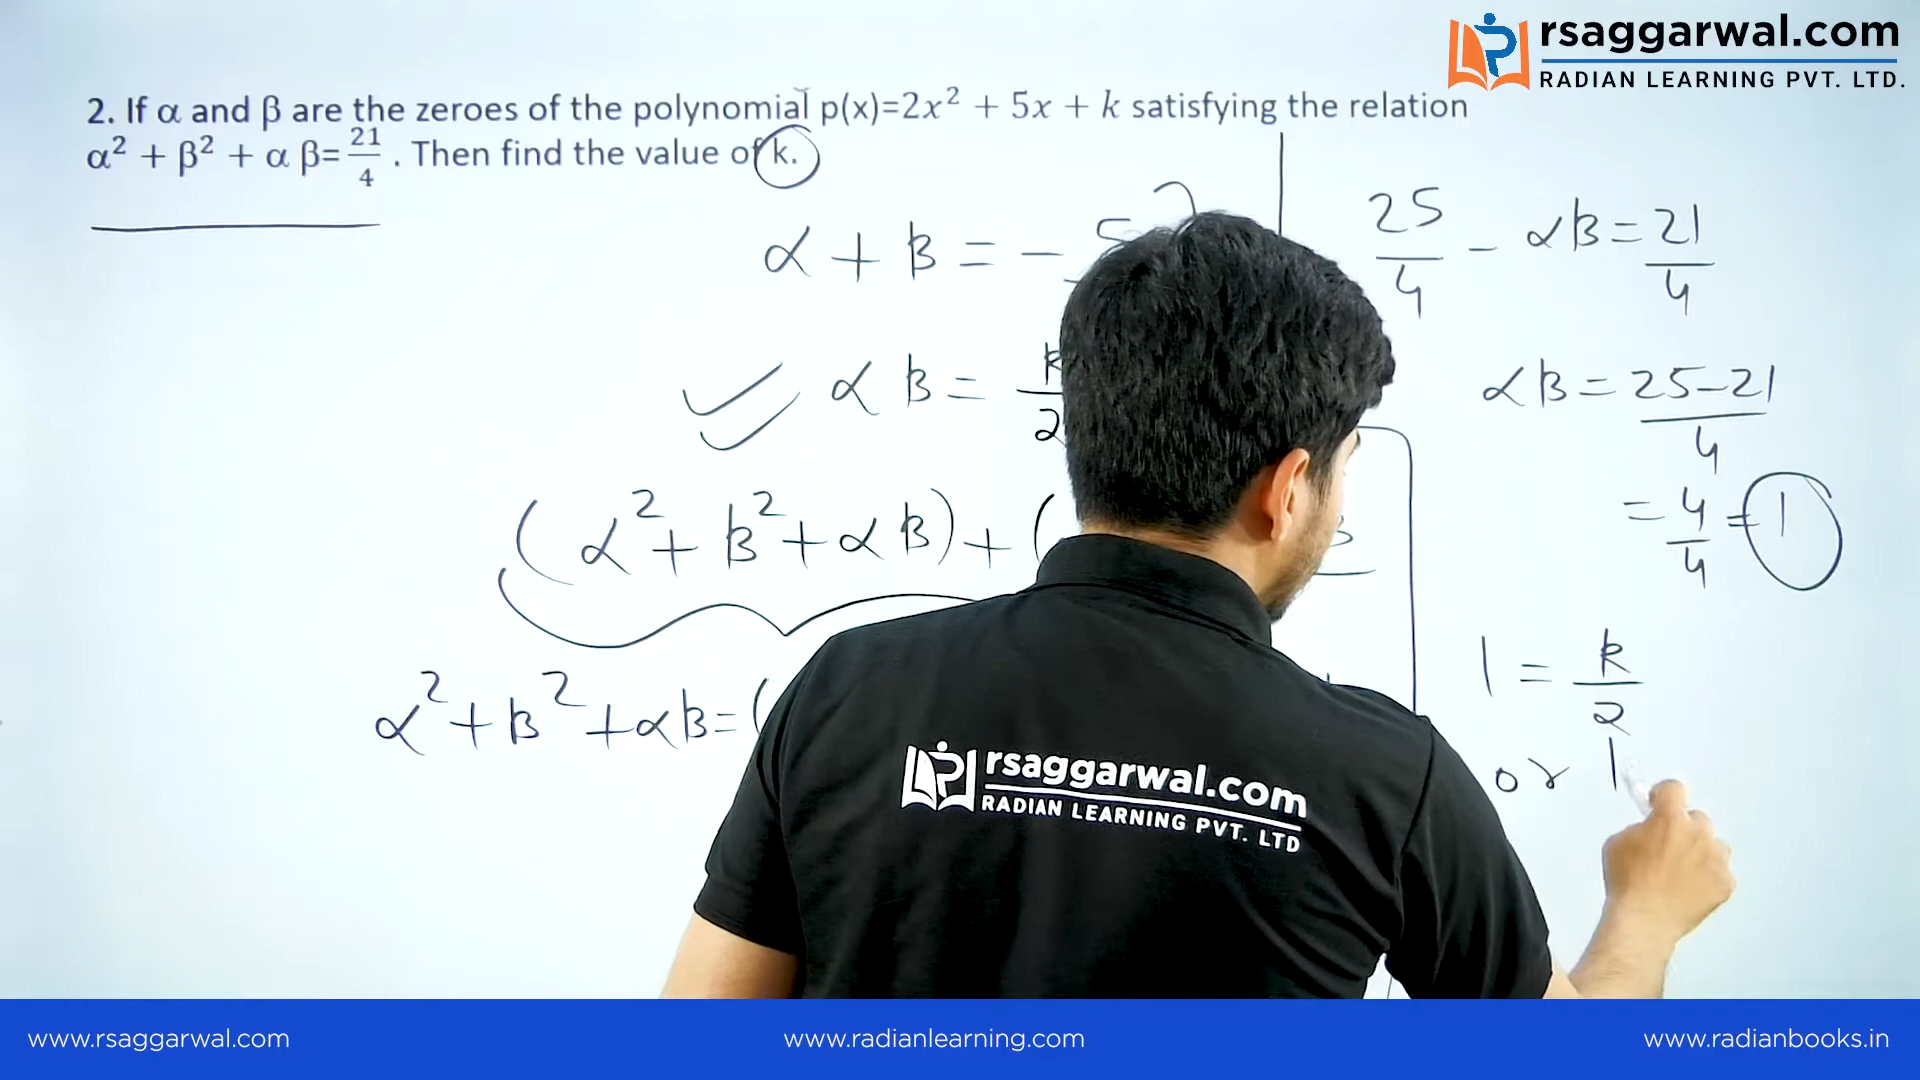 rsaggarwal.com
RADIAN LEARNING PVT. LTD.
2. If α and β are the zeroes of the polynomial p(x)=2x² + 5x + k satisfying the relation
α² + β² + α β=21/4 . Then find the value of k.
α + β = - 5
α β = k/2
(α² + β² + αβ) + (
α² + β² + αβ = (
25/4 - αβ = 21/4
αβ = 25-21/4
= 4/4 = 1
1 = k/2
or
rsaggarwal.com
RADIAN LEARNING PVT. LTD
www.rsaggarwal.com
www.radianlearning.com
www.radianbooks.in